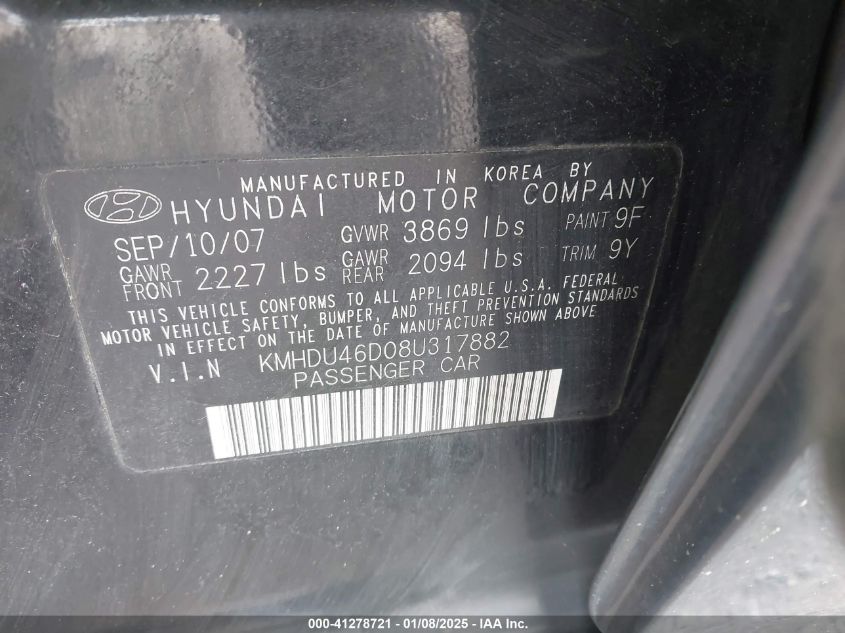 MANUFACTURED IN KOREA BY
HYUNDAI MOTOR COMPANY
SEP/10/07 GVWR 3869 lbs PAINT 9F
GAWR FRONT 2227 lbs GAWR REAR 2094 lbs TRIM 9Y
THIS VEHICLE CONFORMS TO ALL APPLICABLE U.S.A. FEDERAL
MOTOR VEHICLE SAFETY, BUMPER, AND THEFT PREVENTION STANDARDS
IN EFFECT ON THE DATE OF MANUFACTURE SHOWN ABOVE
V.I.N KMHDU46D08U317882
PASSENGER CAR
000-41278721 | 01/08/2025 | IAA Inc.